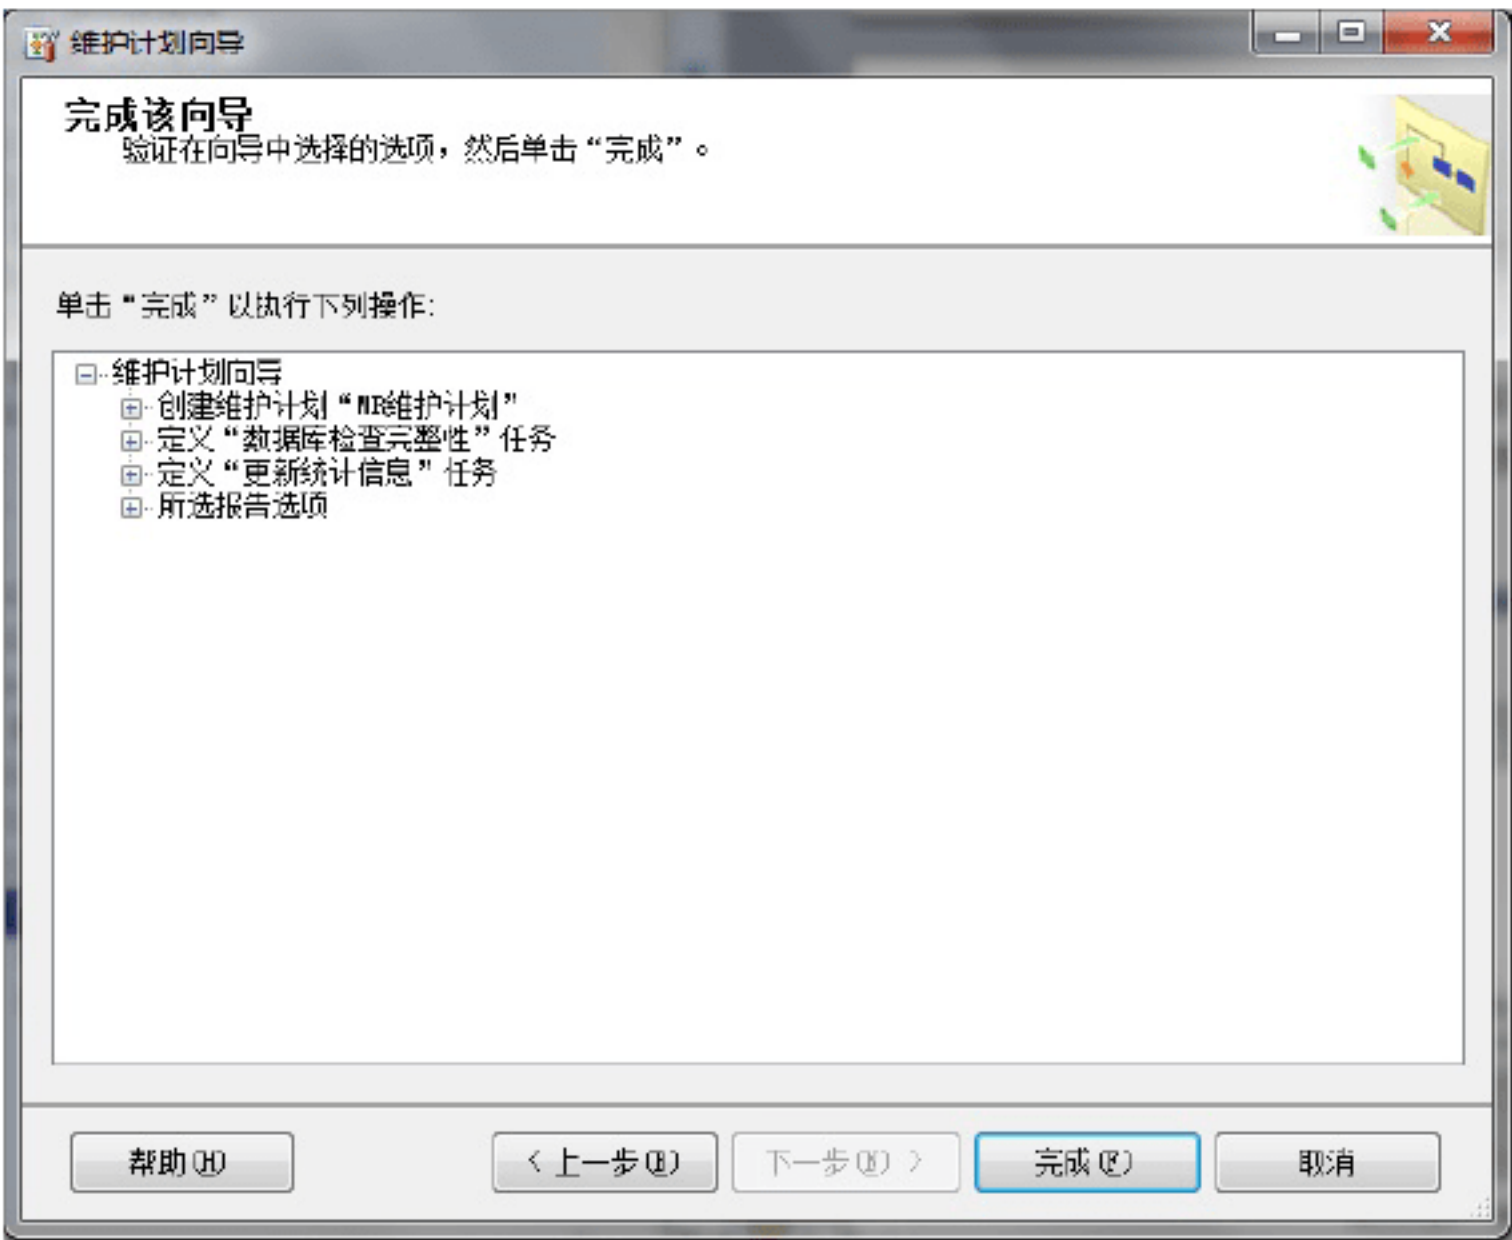 维护计划向导
完成该向导
验证在向导中选择的选项，然后单击“完成”。
单击“完成”以执行下列操作:
维护计划向导
创建维护计划“MR维护计划”
定义“数据库检查完整性”任务
定义“更新统计信息”任务
所选报告选项
帮助(H)
< 上一步(B)
下一步(N) >
完成(F)
取消